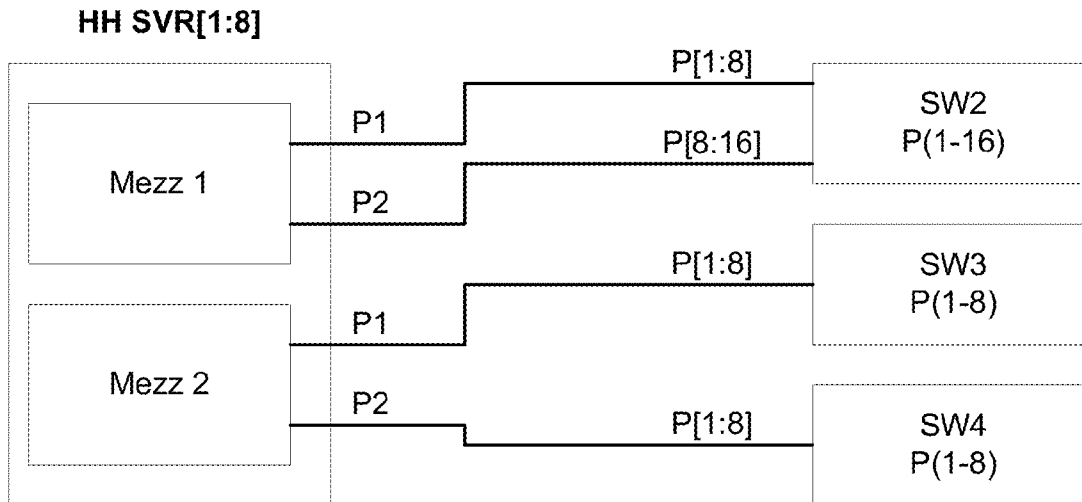 HH SVR[1:8]
P[1:8]
SW2
P(1-16)
P1
P[8:16]
Mezz 1
P2
P[1:8]
SW3
P(1-8)
P1
Mezz 2
P2
P[1:8]
SW4
P(1-8)